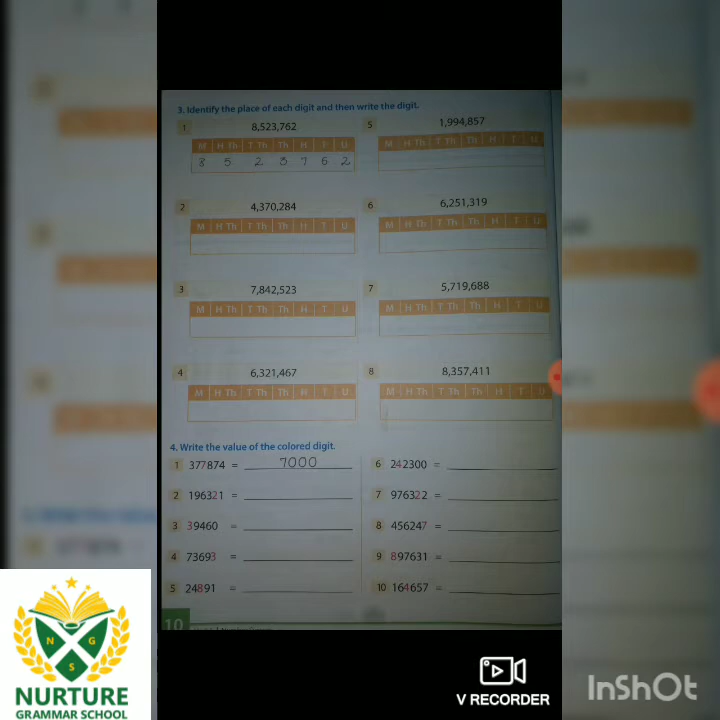 3. Identify the place of each digit and then write the digit.
1 8,523,762
M H Th T Th Th H T U
8 5 2 3 7 6 2
2 4,370,284
M H Th T Th Th H T U
3 7,842,523
M H Th T Th Th H T U
4 6,321,467
M H Th T Th Th H T U
5 1,994,857
M H Th T Th Th H T U
6 6,251,319
M H Th T Th Th H T U
7 5,719,688
M H Th T Th Th H T U
8 8,357,411
M H Th T Th Th H T U
4. Write the value of the colored digit.
1 377874 = 7000
2 196321 =
3 39460 =
4 73693 =
5 24891 =
6 242300 =
7 976322 =
8 456247 =
9 897631 =
10 164657 =
10
N G
S
NURTURE
GRAMMAR SCHOOL
V RECORDER
InShOt